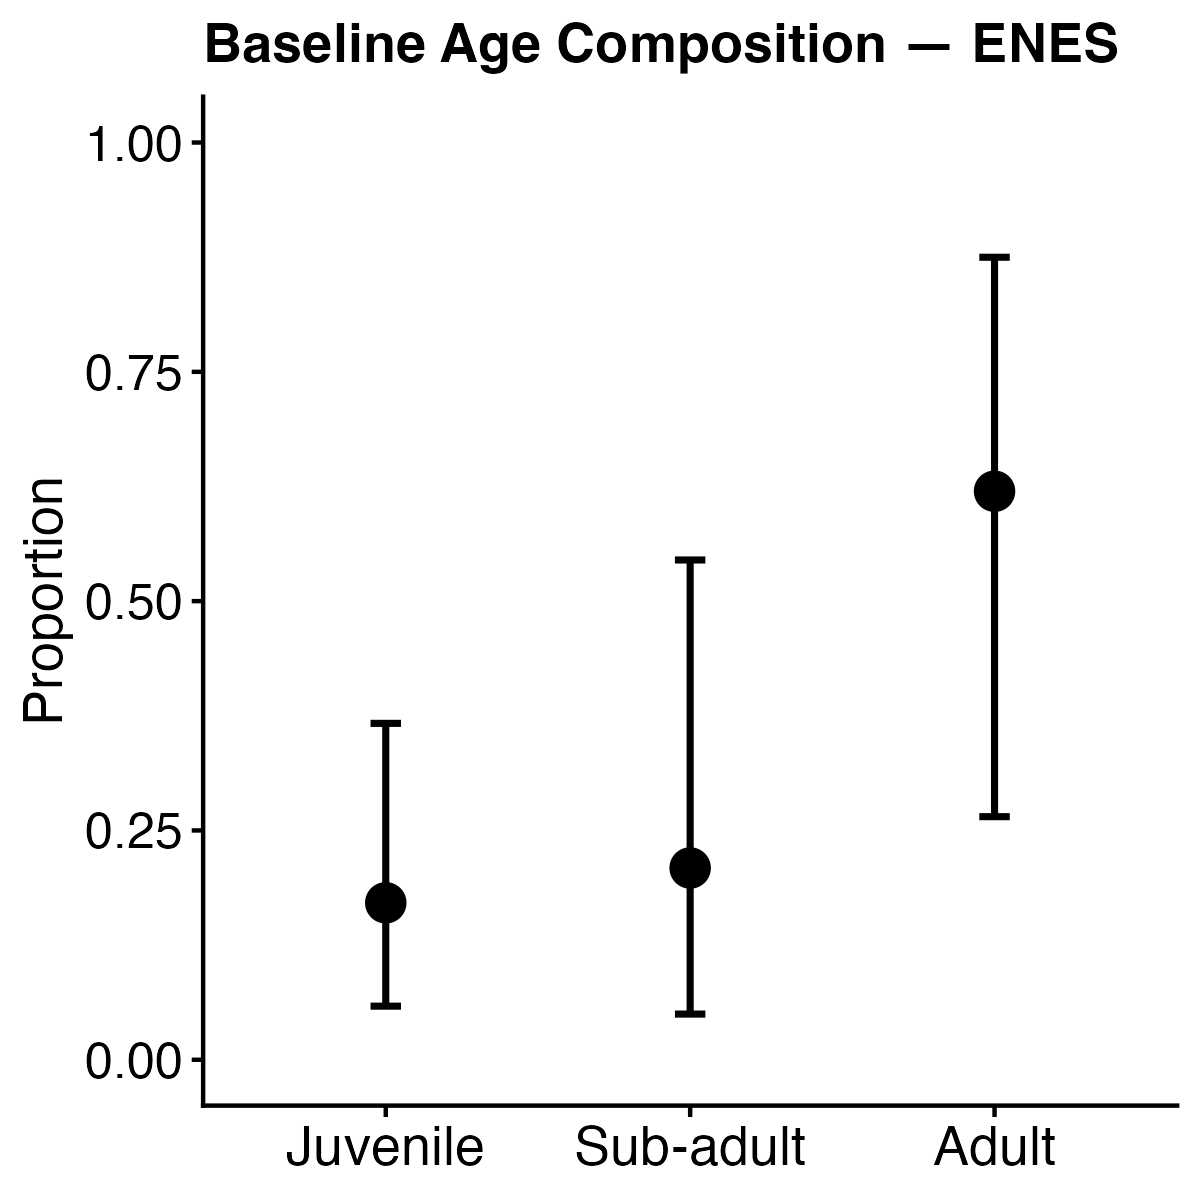 Baseline Age Composition — ENES
1.00
0.75
0.50
0.25
0.00
Proportion
Juvenile
Sub-adult
Adult